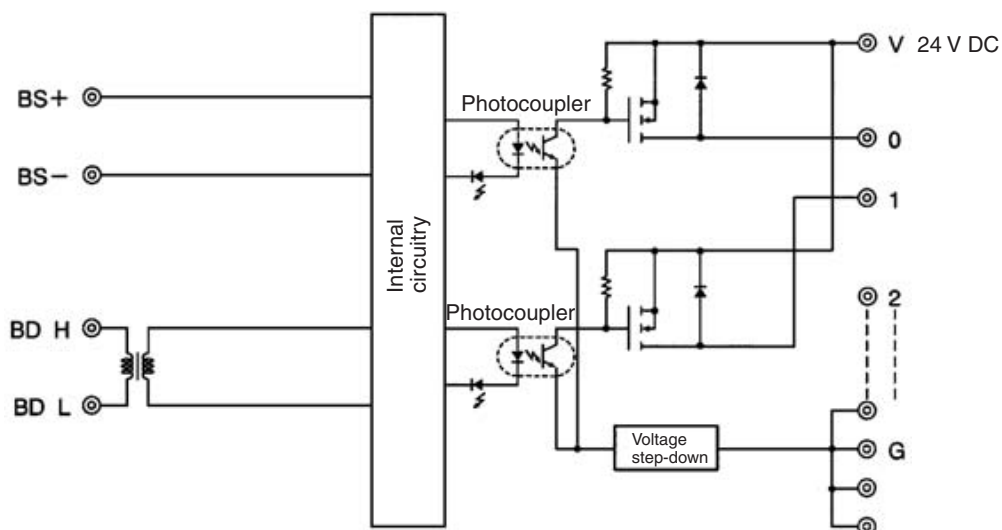 V 24 V DC
BS+
Photocoupler
0
BS−
1
Internal
circuitry
2
Photocoupler
BD H
BD L
Voltage
step-down
G